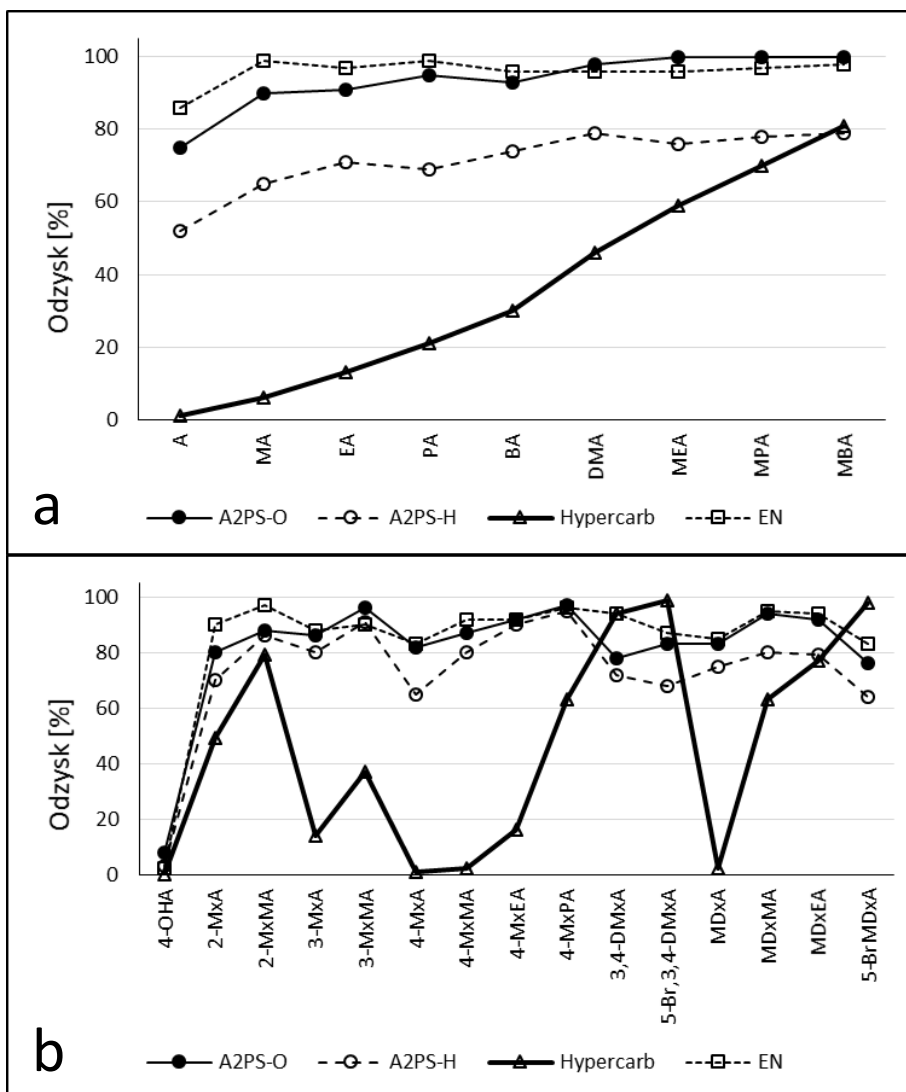 100
80
60
40
20
0
Odzysk [%]
A
MA
EA
PA
BA
DMA
MEA
MPA
MBA
a
A2PS-O
A2PS-H
Hypercarb
EN
100
80
60
40
20
0
Odzysk [%]
4-OHA
2-MxA
2-MxMA
3-MxA
3-MxMA
4-MxA
4-MxMA
4-MxEA
4-MxPA
3,4-DMxA
5-Br,3,4-DMxA
MDxA
MDxMA
MDxEA
5-BrMDxA
b
A2PS-O
A2PS-H
Hypercarb
EN